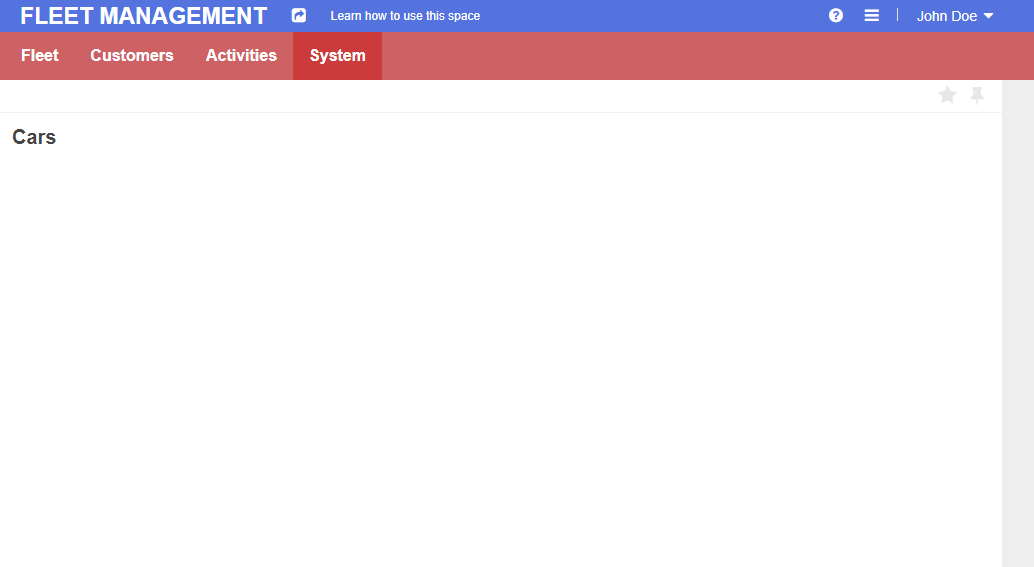 FLEET MANAGEMENT Learn how to use this space John Doe
Fleet Customers Activities System
Cars